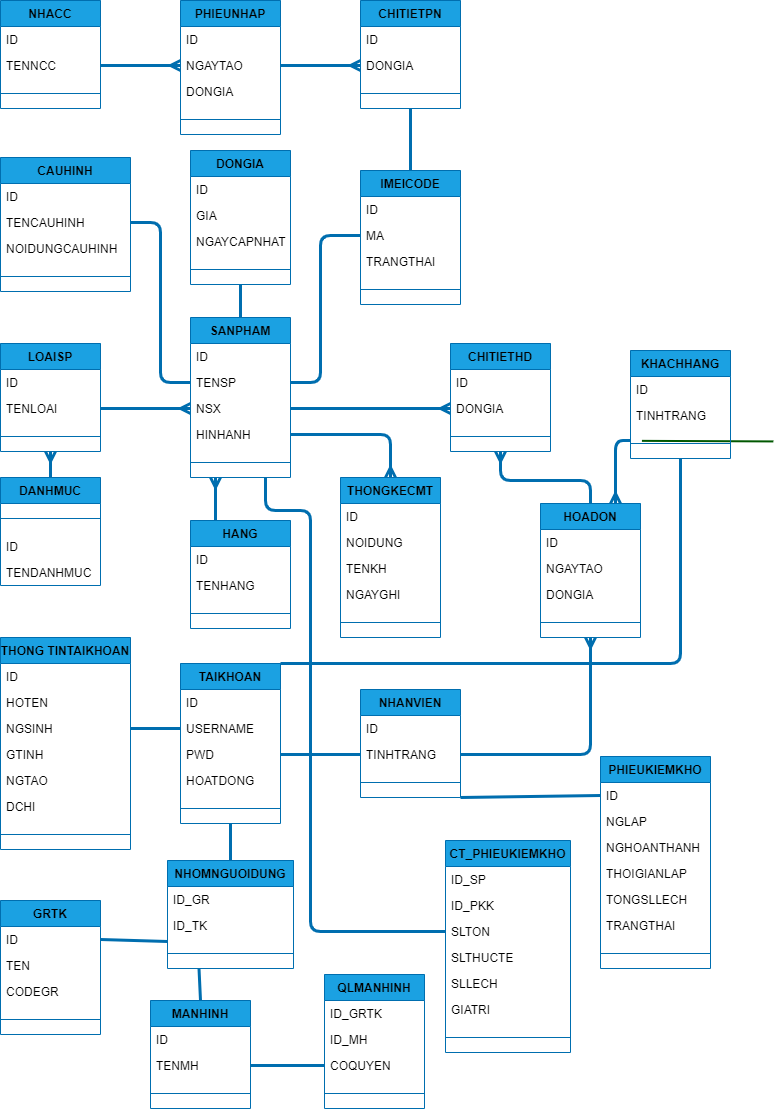 NHACC
ID
TENNCC
PHIEUNHAP
ID
NGAYTAO
DONGIA
CHITIETPN
ID
DONGIA
CAUHINH
ID
TENCAUHINH
NOIDUNGCAUHINH
DONGIA
ID
GIA
NGAYCAPNHAT
IMEICODE
ID
MA
TRANGTHAI
LOAISP
ID
TENLOAI
SANPHAM
ID
TENSP
NSX
HINHANH
CHITIETHD
ID
DONGIA
KHACHHANG
ID
TINHTRANG
DANHMUC
ID
TENDANHMUC
HANG
ID
TENHANG
THONGKECMT
ID
NOIDUNG
TENKH
NGAYGHI
HOADON
ID
NGAYTAO
DONGIA
THONG TINTAIKHOAN
ID
HOTEN
NGSINH
GTINH
NGTAO
DCHI
TAIKHOAN
ID
USERNAME
PWD
HOATDONG
NHANVIEN
ID
TINHTRANG
PHIEUKIEMKHO
ID
NGLAP
NGHOANTHANH
THOIGIANLAP
TONGSLLECH
TRANGTHAI
CT_PHIEUKIEMKHO
ID_SP
ID_PKK
SLTON
SLTHUCTE
SLLECH
GIATRI
NHOMNGUOIDUNG
ID_GR
ID_TK
GRTK
ID
TEN
CODEGR
MANHINH
ID
TENMH
QLMANHINH
ID_GRTK
ID_MH
COQUYEN